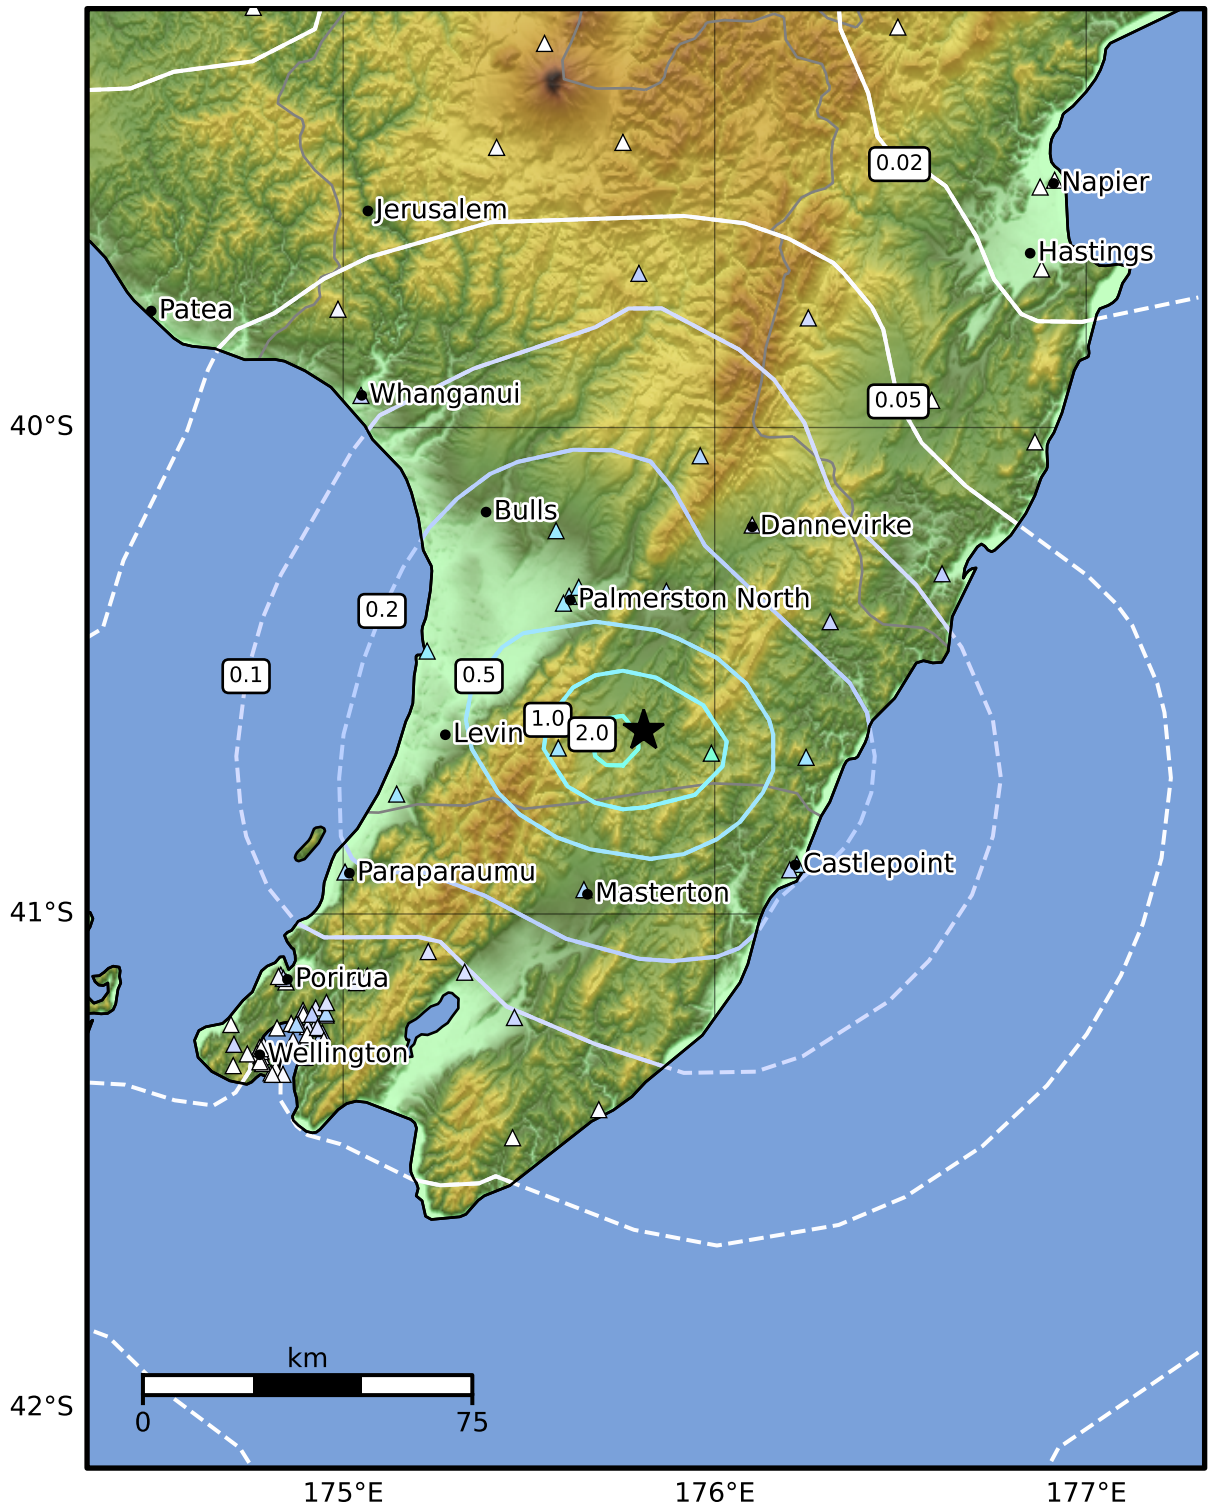 0.02
Napier
Jerusalem
Hastings
Patea
Whanganui
0.05
40°S
Bulls
Dannevirke
Palmerston North
0.2
0.1
0.5
1.0
2.0
Levin
Castlepoint
Paraparaumu
Masterton
41°S
Porirua
Wellington
km
0
75
42°S
175°E
176°E
177°E